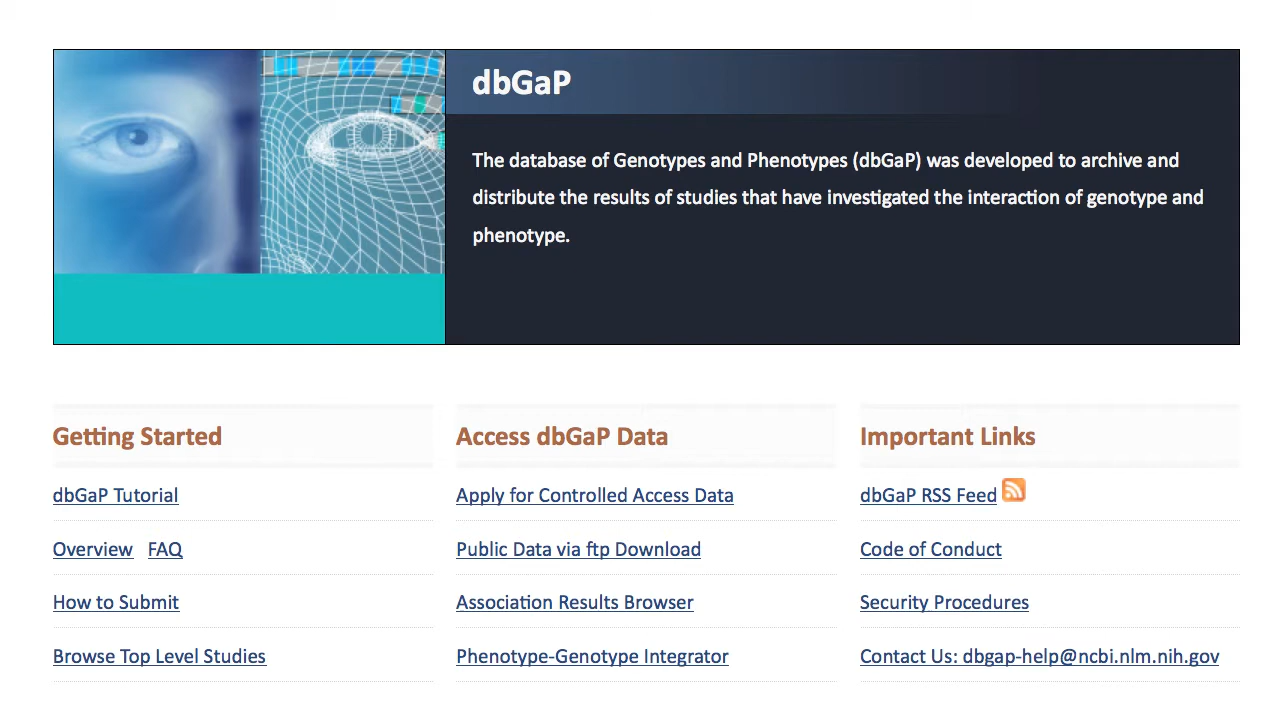 dbGaP
The database of Genotypes and Phenotypes (dbGaP) was developed to archive and
distribute the results of studies that have investigated the interaction of genotype and
phenotype.
Getting Started
dbGaP Tutorial
Overview FAQ
How to Submit
Browse Top Level Studies
Access dbGaP Data
Apply for Controlled Access Data
Public Data via ftp Download
Association Results Browser
Phenotype-Genotype Integrator
Important Links
dbGaP RSS Feed
Code of Conduct
Security Procedures
Contact Us: dbgap-help@ncbi.nlm.nih.gov